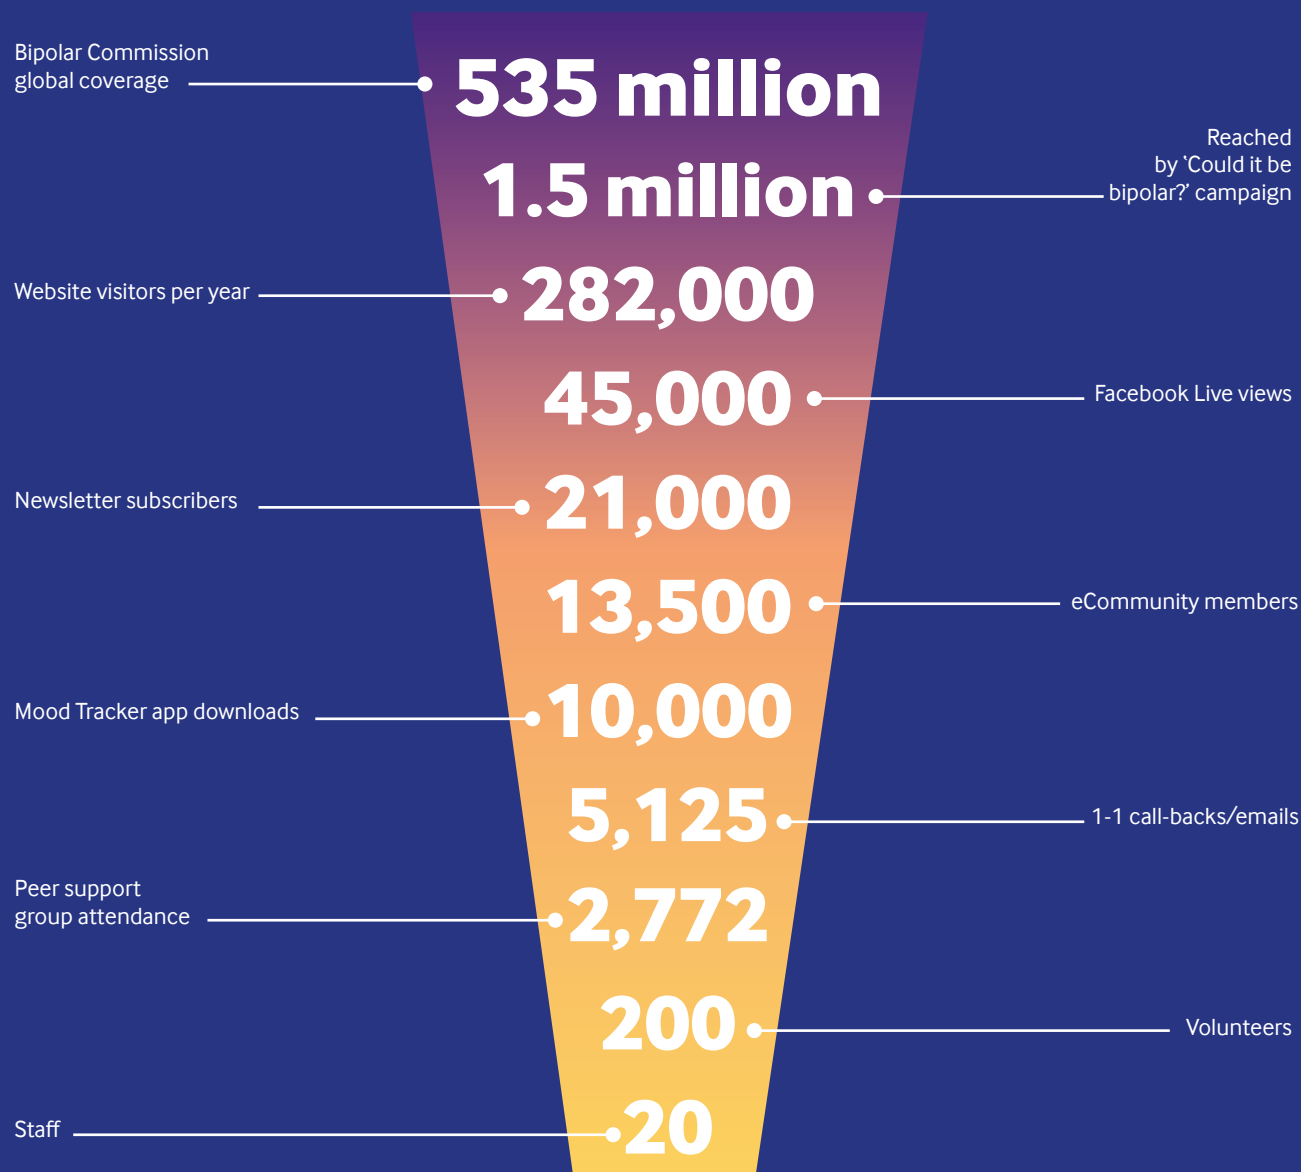 Bipolar Commission
global coverage
535 million
1.5 million
Reached
by ‘Could it be
bipolar?’ campaign
Website visitors per year
282,000
45,000
Facebook Live views
Newsletter subscribers
21,000
13,500
eCommunity members
Mood Tracker app downloads
10,000
5,125
1-1 call-backs/emails
Peer support
group attendance
2,772
200
Volunteers
Staff
20